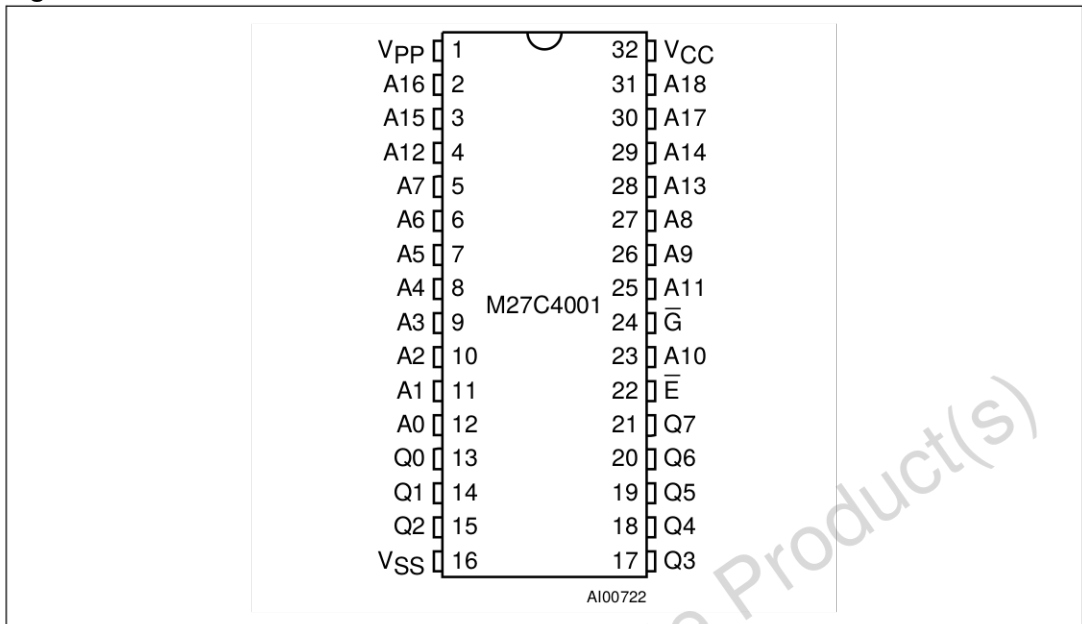 VPP 1 32 VCC
A16 2 31 A18
A15 3 30 A17
A12 4 29 A14
A7 5 28 A13
A6 6 27 A8
A5 7 26 A9
A4 8 25 A11
M27C4001
A3 9 24 G̅
A2 10 23 A10
A1 11 22 E̅
A0 12 21 Q7
Q0 13 20 Q6
Q1 14 19 Q5
Q2 15 18 Q4
VSS 16 17 Q3
AI00722
Product(s)